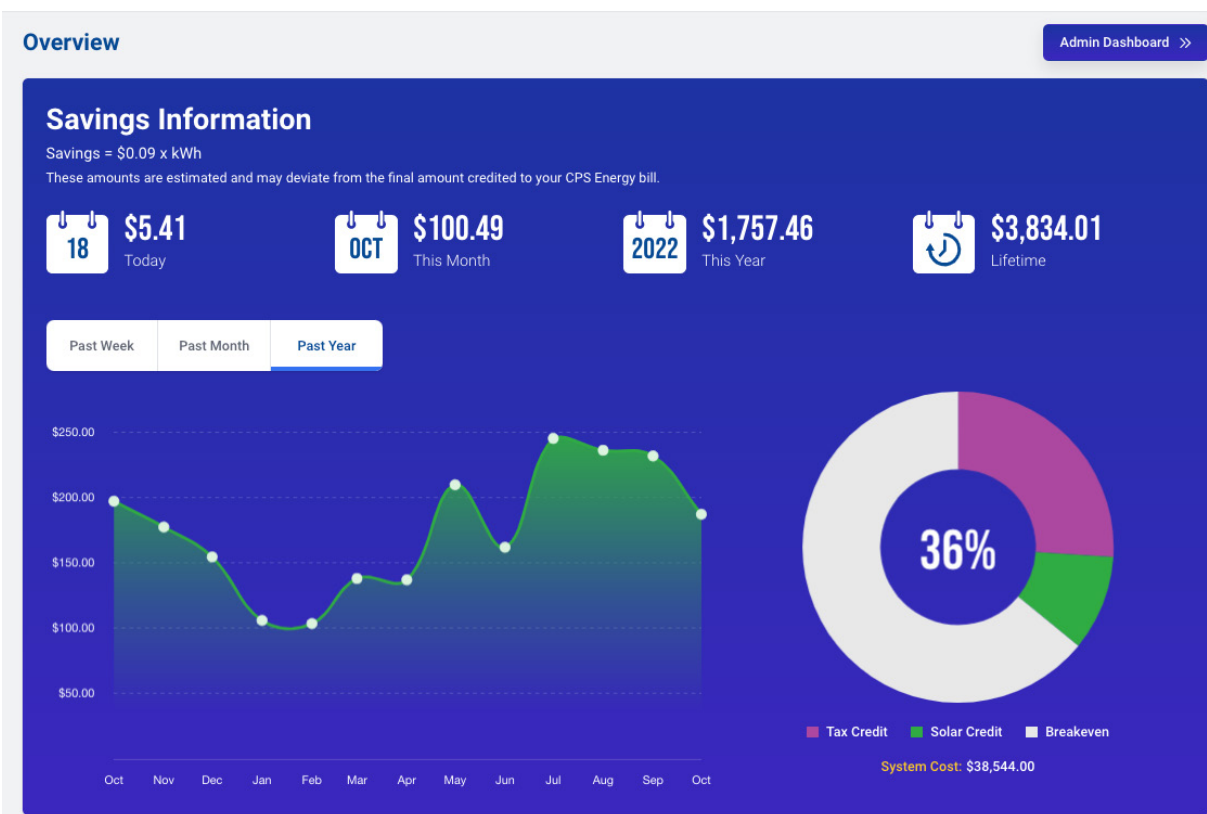 Overview
Admin Dashboard
Savings Information
Savings = $0.09 x kWh
These amounts are estimated and may deviate from the final amount credited to your CPS Energy bill.
18
$5.41
Today
OCT
$100.49
This Month
2022
$1,757.46
This Year
$3,834.01
Lifetime
Past Week
Past Month
Past Year
$250.00
$200.00
$150.00
$100.00
$50.00
Oct Nov Dec Jan Feb Mar Apr May Jun Jul Aug Sep Oct
36%
Tax Credit Solar Credit Breakeven
System Cost: $38,544.00